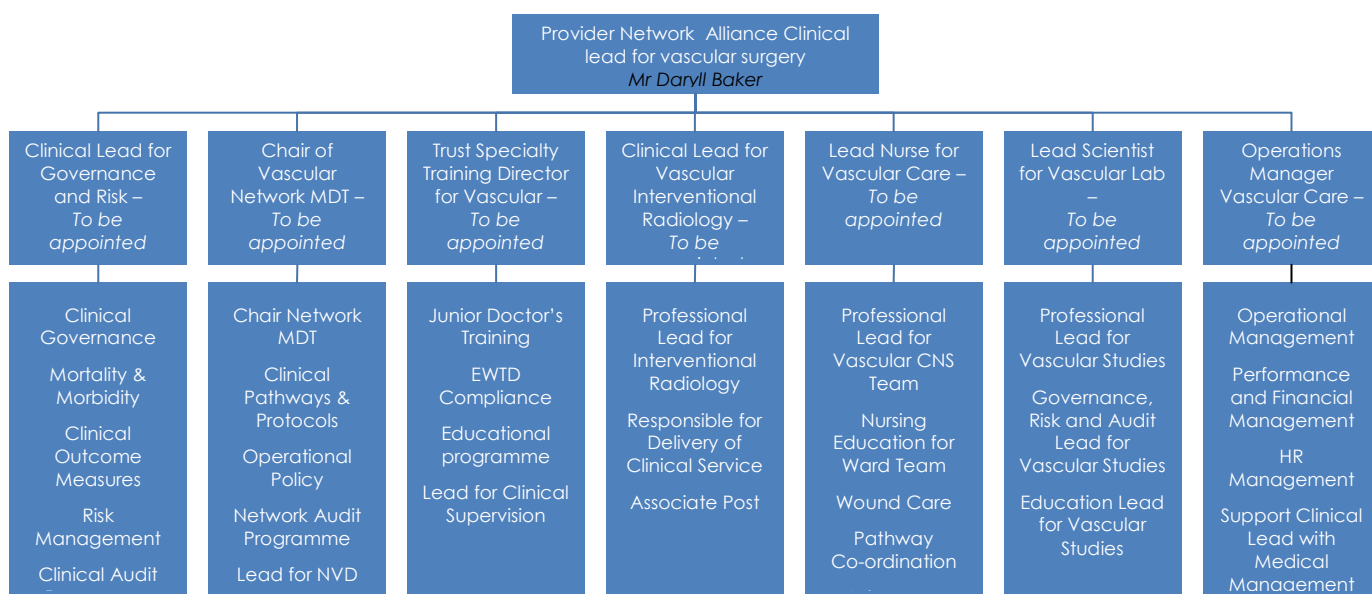 Provider Network Alliance Clinical
lead for vascular surgery
Mr Daryll Baker
Clinical Lead for
Governance
and Risk –
To be
appointed
Chair of
Vascular
Network MDT –
To be
appointed
Trust Specialty
Training Director
for Vascular –
To be
appointed
Clinical Lead for
Vascular
Interventional
Radiology –
To be
Lead Nurse for
Vascular Care –
To be
appointed
Lead Scientist
for Vascular Lab
–
To be
appointed
Operations
Manager
Vascular Care –
To be
appointed
Clinical
Governance
Mortality &
Morbidity
Clinical
Outcome
Measures
Risk
Management
Clinical Audit
Chair Network
MDT
Clinical
Pathways &
Protocols
Operational
Policy
Network Audit
Programme
Lead for NVD
Junior Doctor's
Training
EWTD
Compliance
Educational
programme
Lead for Clinical
Supervision
Professional
Lead for
Interventional
Radiology
Responsible for
Delivery of
Clinical Service
Associate Post
Professional
Lead for
Vascular CNS
Team
Nursing
Education for
Ward Team
Wound Care
Pathway
Co-ordination
Professional
Lead for
Vascular Studies
Governance,
Risk and Audit
Lead for
Vascular Studies
Education Lead
for Vascular
Studies
Operational
Management
Performance
and Financial
Management
HR
Management
Support Clinical
Lead with
Medical
Management